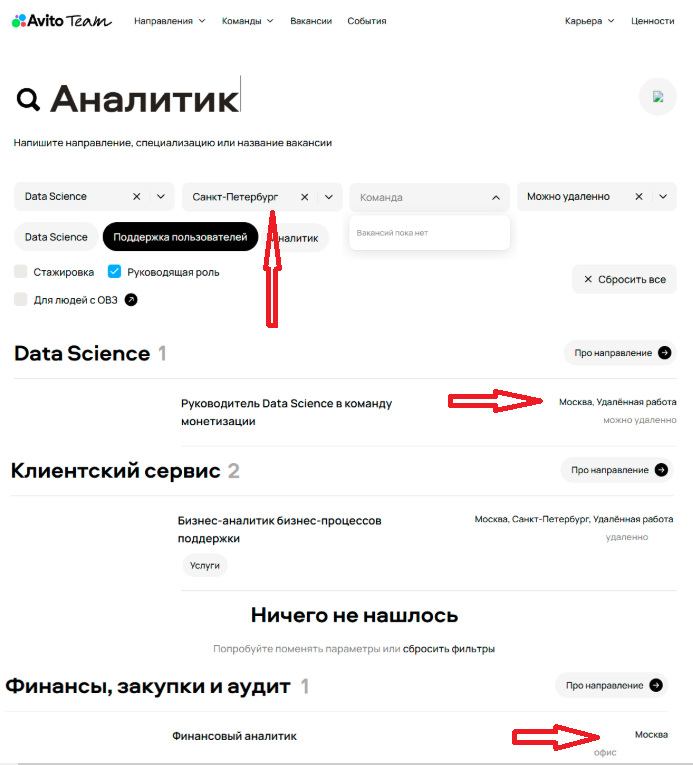 Avito Team Направления Команды Вакансии События Карьера Ценности
Аналитик
Напишите направление, специализацию или название вакансии
Data Science Санкт-Петербург Команда Можно удаленно
Data Science Поддержка пользователей Аналитик Вакансий пока нет
Стажировка Руководящая роль
Сбросить все
Для людей с ОВЗ
Data Science 1 Про направление
Руководитель Data Science в команду Москва, Удалённая работа
монетизации можно удаленно
Клиентский сервис 2 Про направление
Бизнес-аналитик бизнес-процессов Москва, Санкт-Петербург, Удалённая работа
поддержки удаленно
Услуги
Ничего не нашлось
Попробуйте поменять параметры или сбросить фильтры
Финансы, закупки и аудит 1 Про направление
Финансовый аналитик Москва
офис